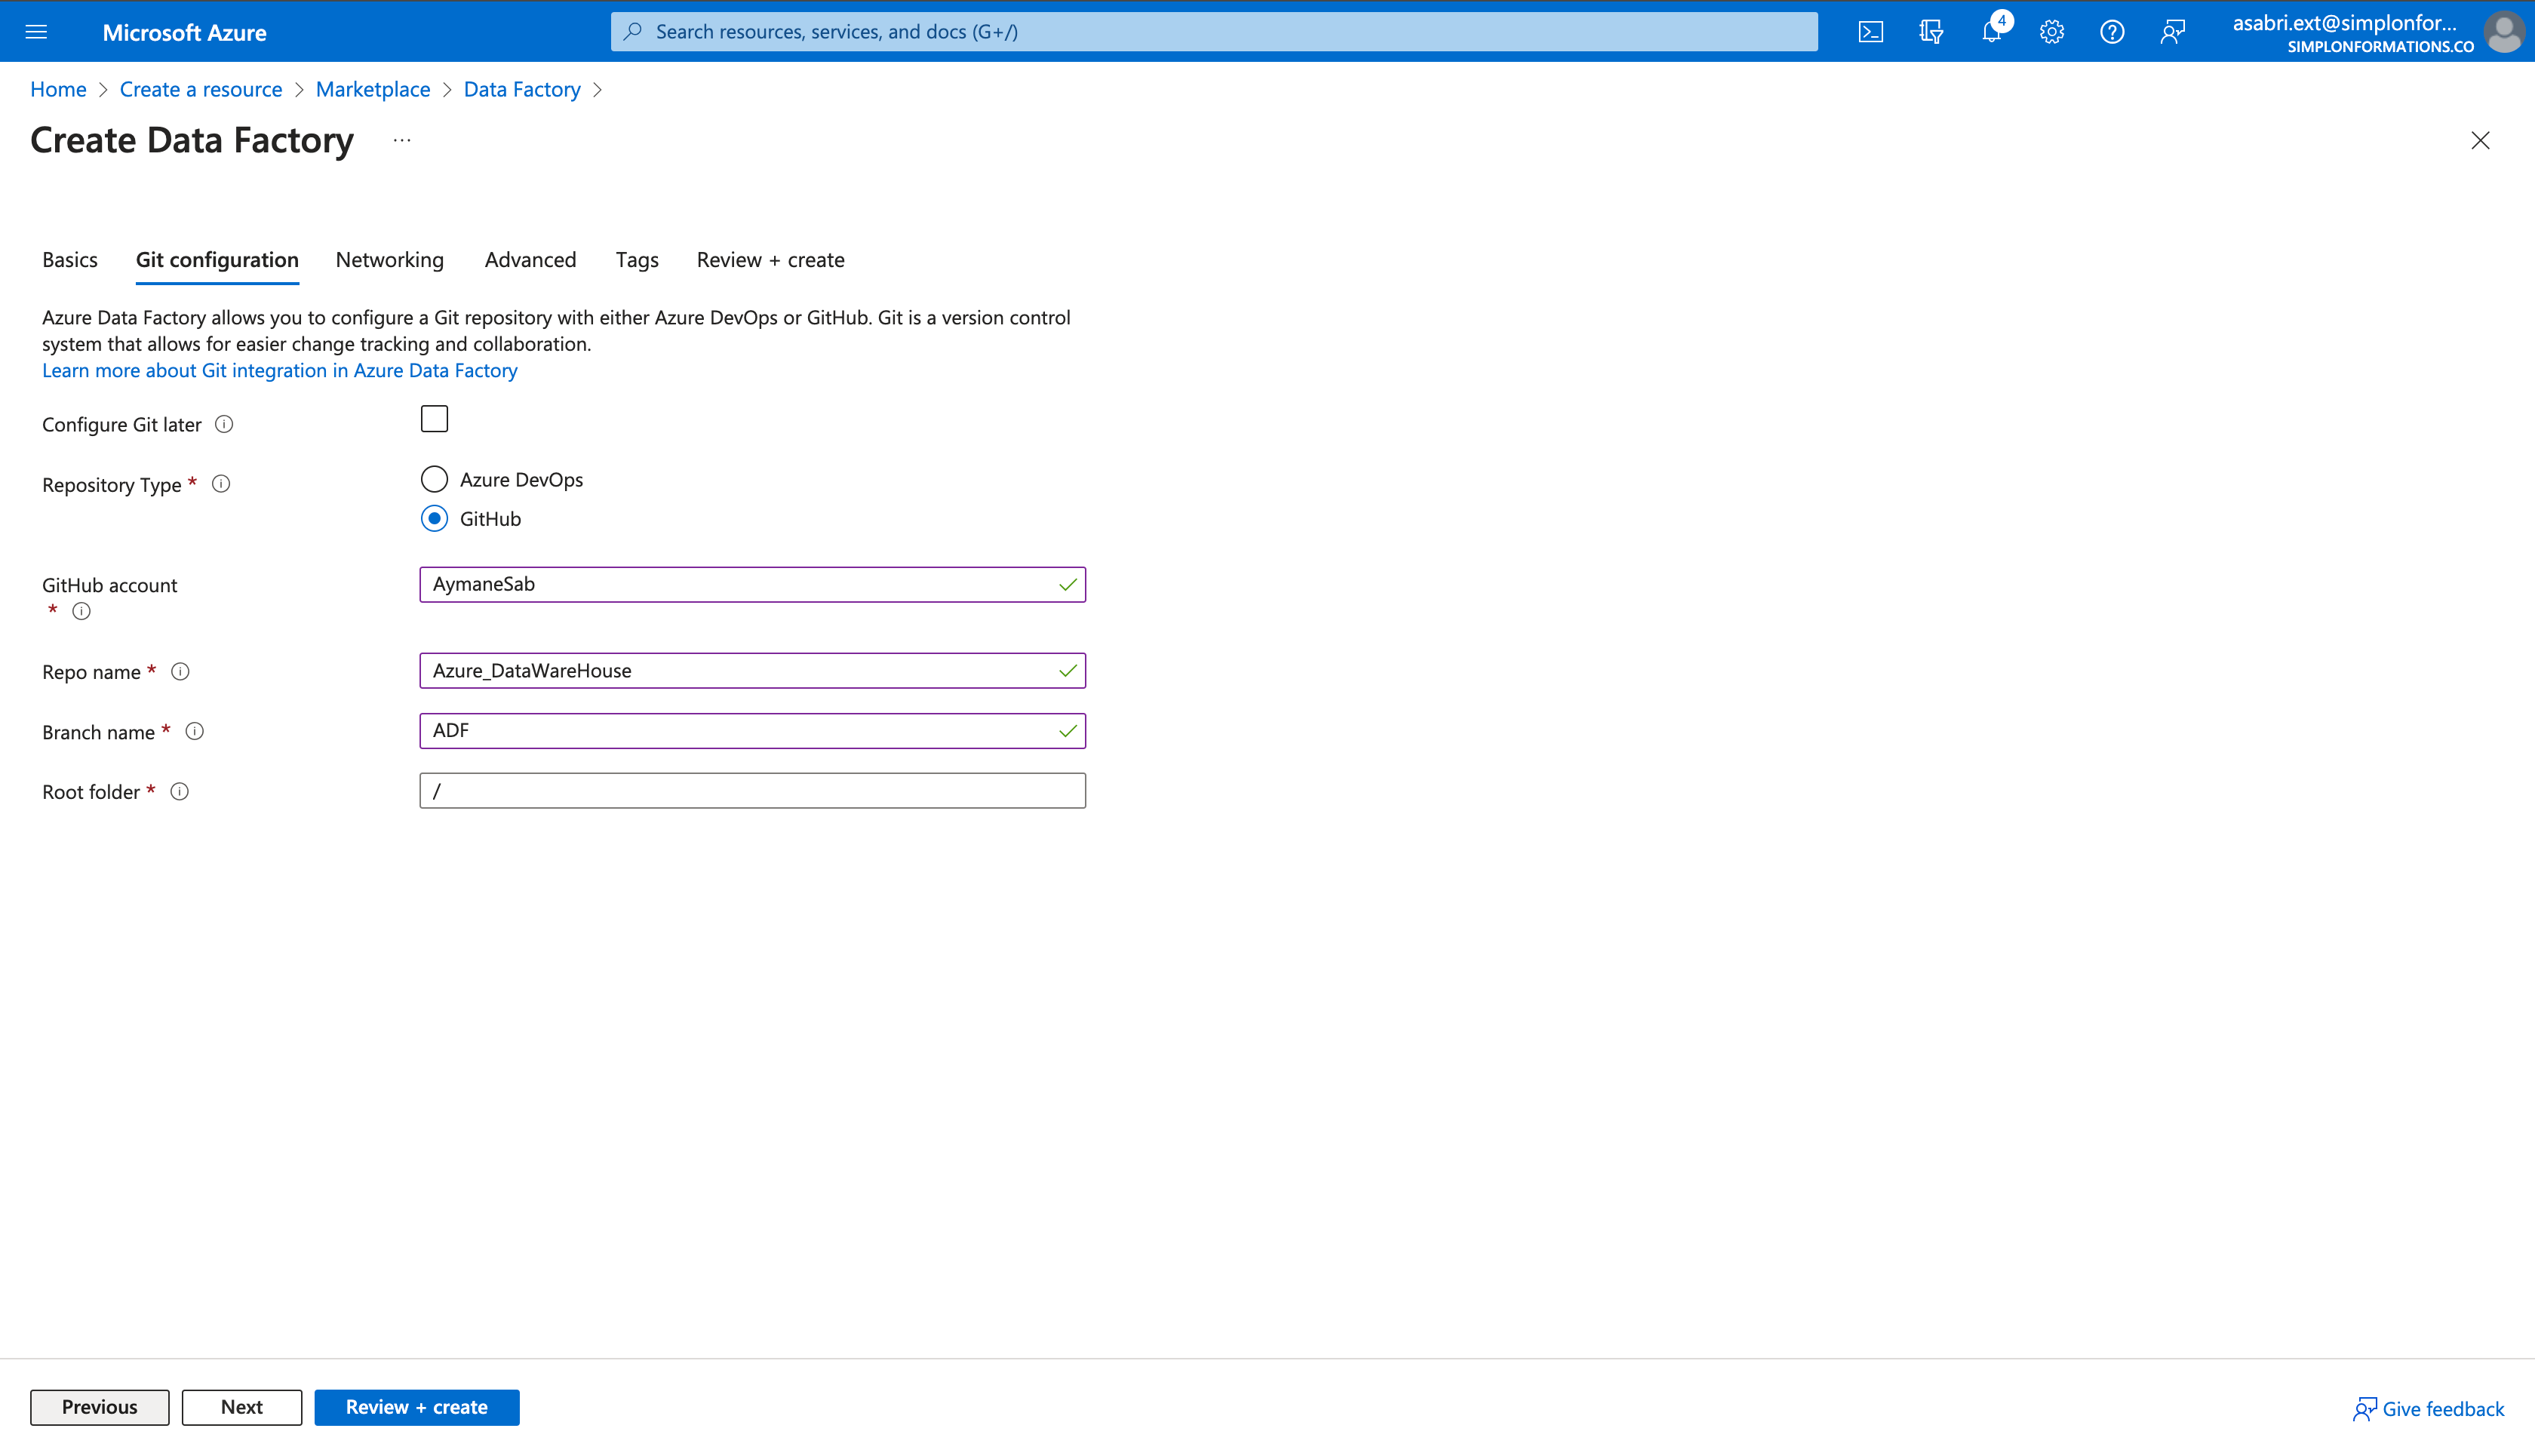 Microsoft Azure
Search resources, services, and docs (G+/)
4
asabri.ext@simplonfor...
SIMPLONFORMATIONS.CO
Home > Create a resource > Marketplace > Data Factory >
Create Data Factory ...
Basics Git configuration Networking Advanced Tags Review + create
Azure Data Factory allows you to configure a Git repository with either Azure DevOps or GitHub. Git is a version control
system that allows for easier change tracking and collaboration.
Learn more about Git integration in Azure Data Factory
Configure Git later
Repository Type *
Azure DevOps
GitHub
GitHub account
*
AymaneSab
Repo name *
Azure_DataWareHouse
Branch name *
ADF
Root folder *
/
Previous Next Review + create
Give feedback